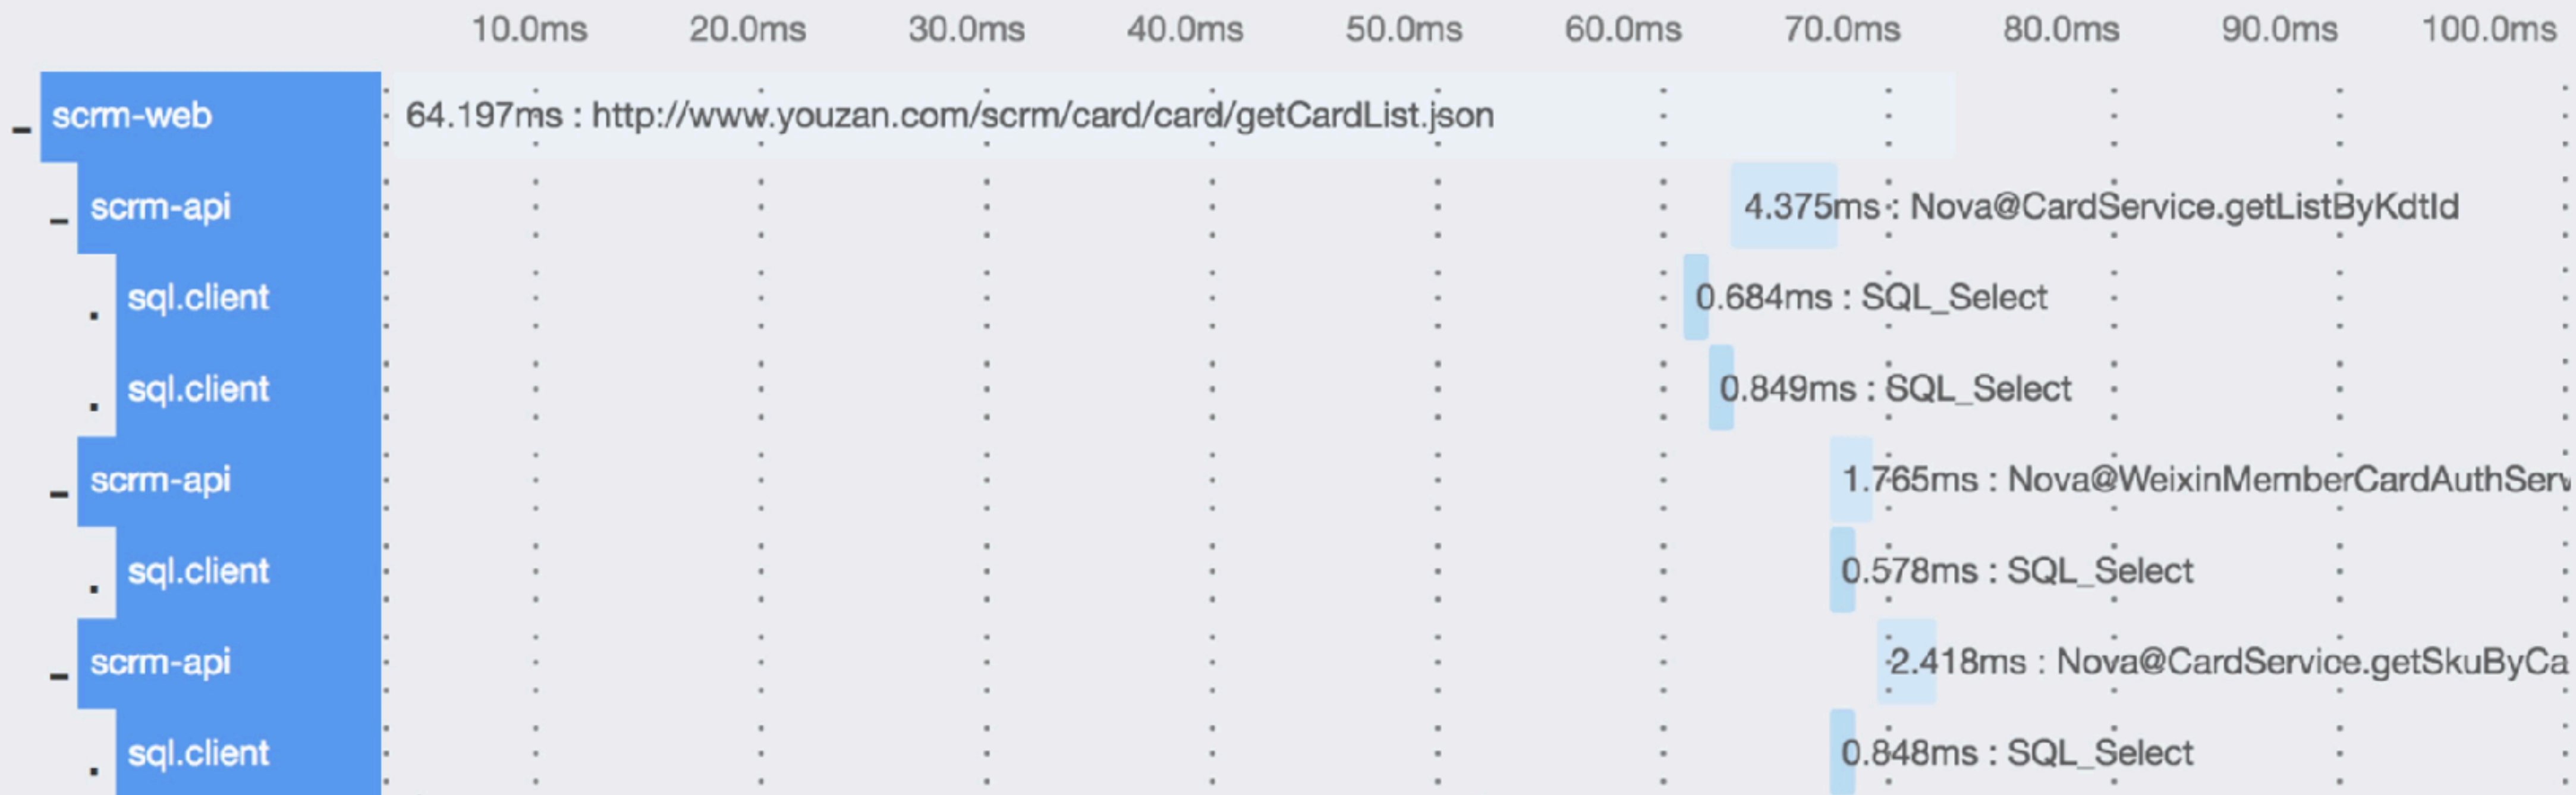 10.0ms 20.0ms 30.0ms 40.0ms 50.0ms 60.0ms 70.0ms 80.0ms 90.0ms 100.0ms
scrm-web 64.197ms : http://www.youzan.com/scrm/card/card/getCardList.json
scrm-api 4.375ms : Nova@CardService.getListByKdtId
sql.client 0.684ms : SQL_Select
sql.client 0.849ms : SQL_Select
scrm-api 1.765ms : Nova@WeixinMemberCardAuthServ
sql.client 0.578ms : SQL_Select
scrm-api 2.418ms : Nova@CardService.getSkuByCa
sql.client 0.848ms : SQL_Select